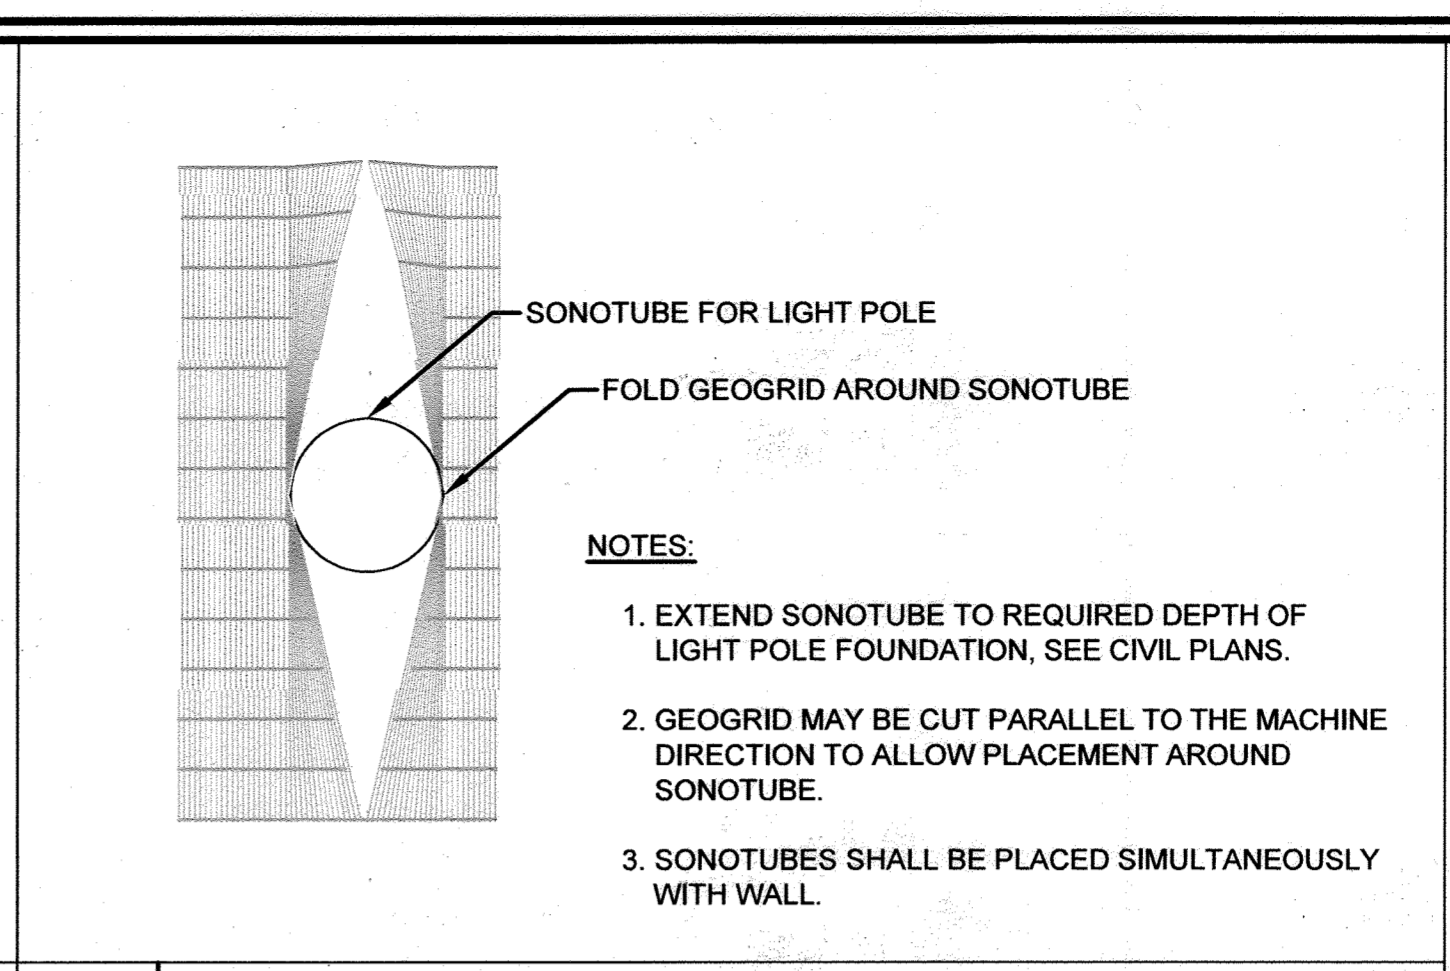 SONOTUBE FOR LIGHT POLE
FOLD GEOGRID AROUND SONOTUBE
NOTES:
1. EXTEND SONOTUBE TO REQUIRED DEPTH OF
LIGHT POLE FOUNDATION, SEE CIVIL PLANS.
2. GEOGRID MAY BE CUT PARALLEL TO THE MACHINE
DIRECTION TO ALLOW PLACEMENT AROUND
SONOTUBE.
3. SONOTUBES SHALL BE PLACED SIMULTANEOUSLY
WITH WALL.